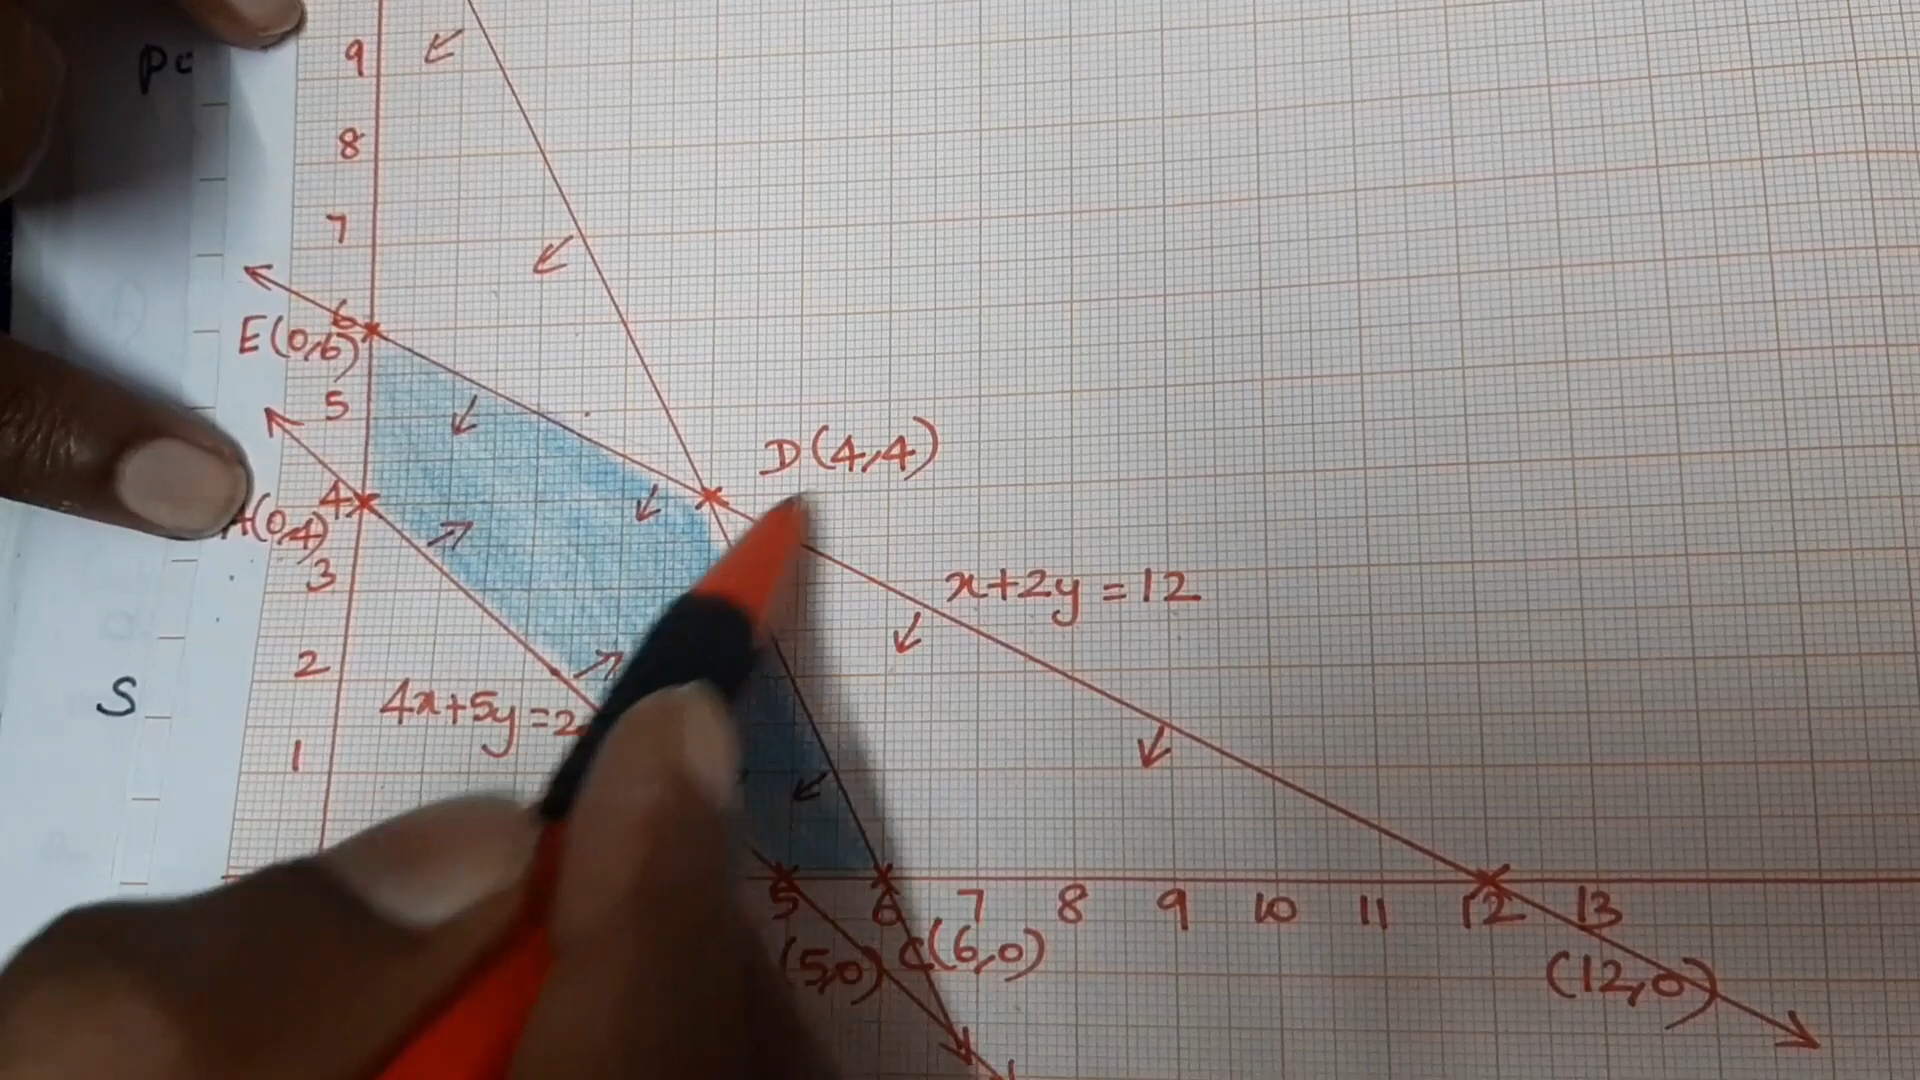 pc
9
8
7
6
E(0,6)
5
D(4,4)
4
A(0,4)
3
x+2y=12
2
S
4x+5y=2
1
5 6 7 8 9 10 11 12 13
(5,0) C(6,0) (12,0)